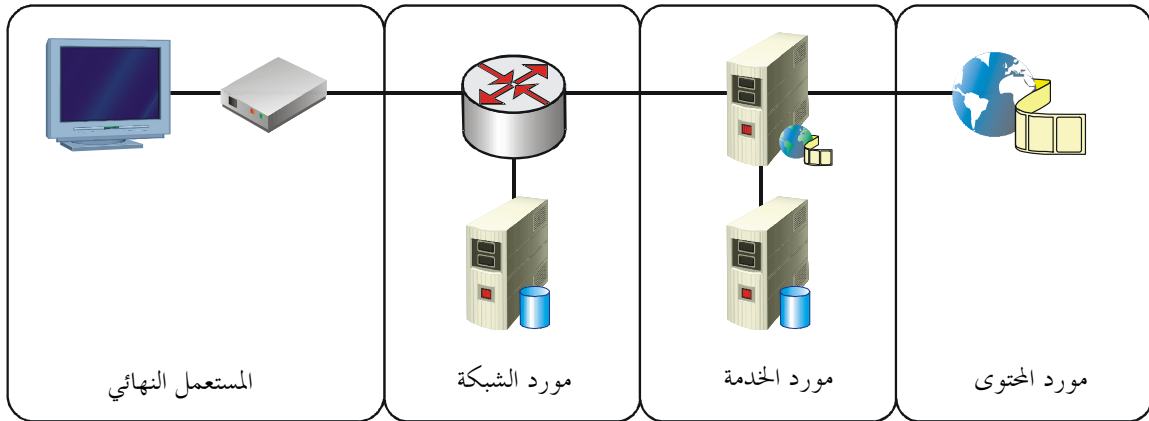 مورد المحتوى
مورد الخدمة
مورد الشبكة
المستعمل النهائي